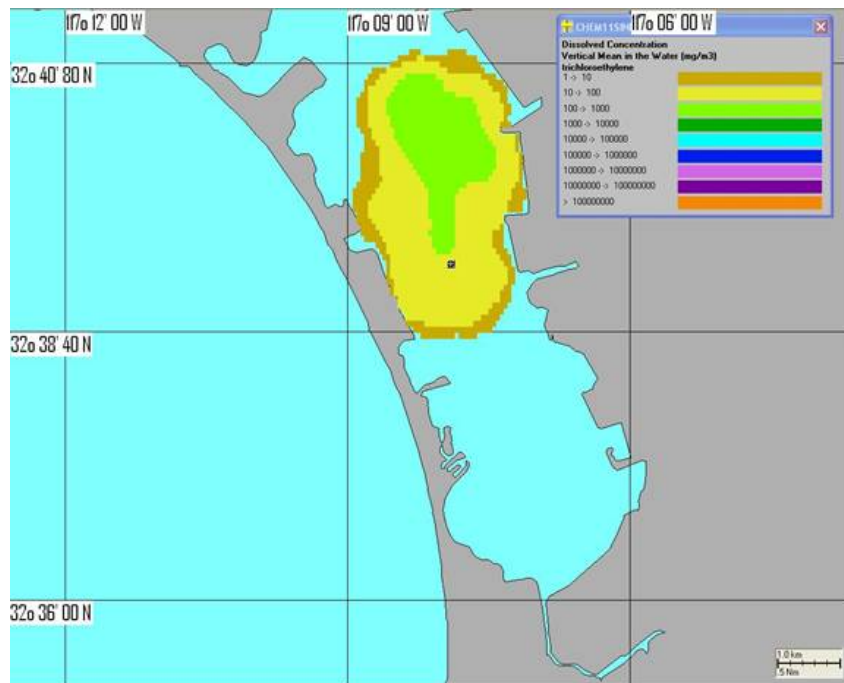 117o 12' 00 W
117o 09' 00 W
117o 06' 00 W
32o 40' 80 N
Dissolved Concentration
Vertical Mean in the Water (mg/m3)
trichloroethylene
1 -> 10
10 -> 100
100 -> 1000
1000 -> 10000
10000 -> 100000
100000 -> 1000000
1000000 -> 10000000
10000000 -> 100000000
> 100000000
32o 38' 40 N
32o 36' 00 N
1.0 km
.5 Nm